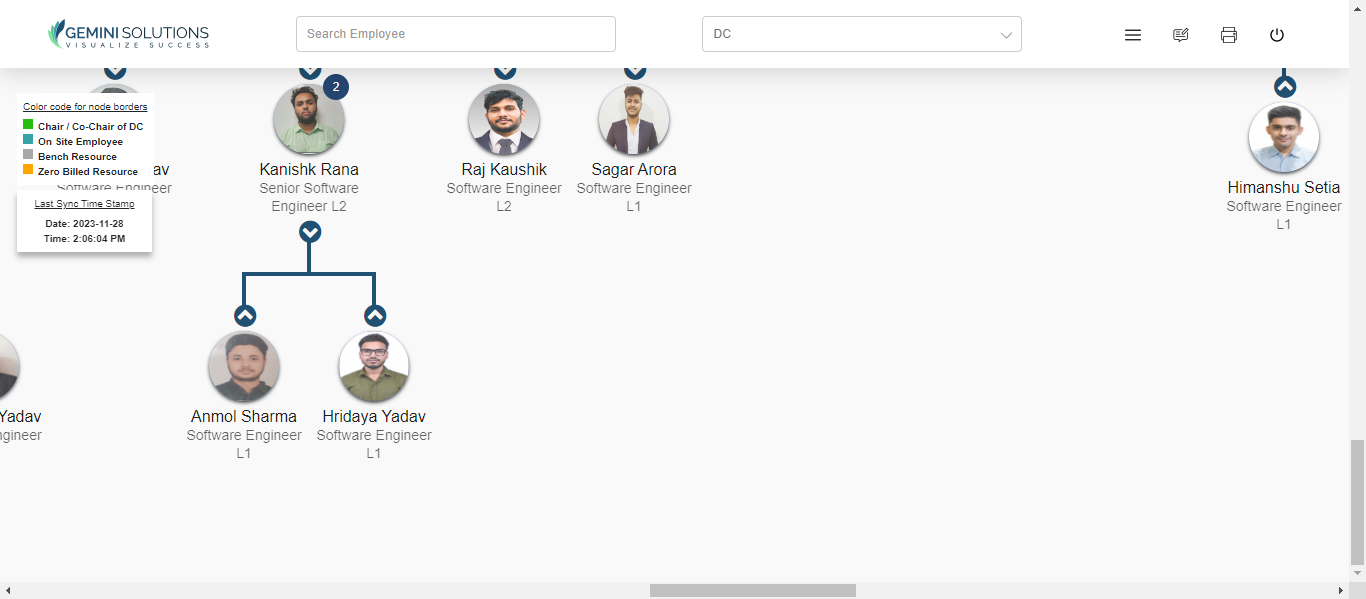 GEMINI SOLUTIONS
VISUALIZE SUCCESS
Search Employee
DC
2
Color code for node borders
Chair / Co-Chair of DC
On Site Employee
Bench Resource
Zero Billed Resource
Last Sync Time Stamp
Date: 2023-11-28
Time: 2:06:04 PM
av
Software Engineer
Kanishk Rana
Senior Software
Engineer L2
Raj Kaushik
Software Engineer
L2
Sagar Arora
Software Engineer
L1
Himanshu Setia
Software Engineer
L1
Yadav
ngineer
Anmol Sharma
Software Engineer
L1
Hridaya Yadav
Software Engineer
L1